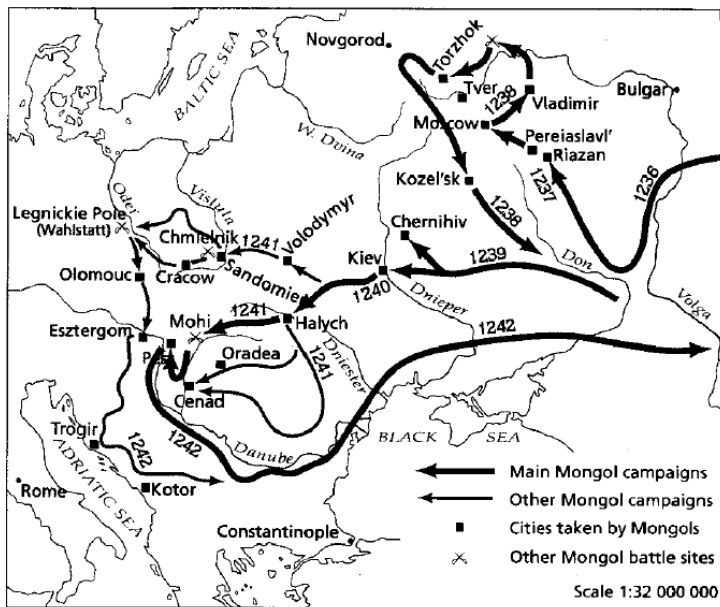 Novgorod
Torzhok
Tver
1238
Vladimir
Bulgar
Moscow
Pereiaslavl'
Riazan
1237
1236
BALTIC SEA
W. Dvina
Kozel'sk
1238
Oder
Vistula
Legnickie Pole
(Wahlstatt)
Chmielnik
1241
Volodymyr
Chernihiv
Don
Volga
Olomouc
Cracow
Sandomie
Kiev
1240
1239
Dnieper
Esztergom
Mohi
1241
Halych
1242
Oradea
1241
Dniester
Cenad
Trogir
1242
1242
Danube
BLACK SEA
ADRIATIC SEA
Rome
Kotor
Constantinople
Main Mongol campaigns
Other Mongol campaigns
Cities taken by Mongols
Other Mongol battle sites
Scale 1:32 000 000